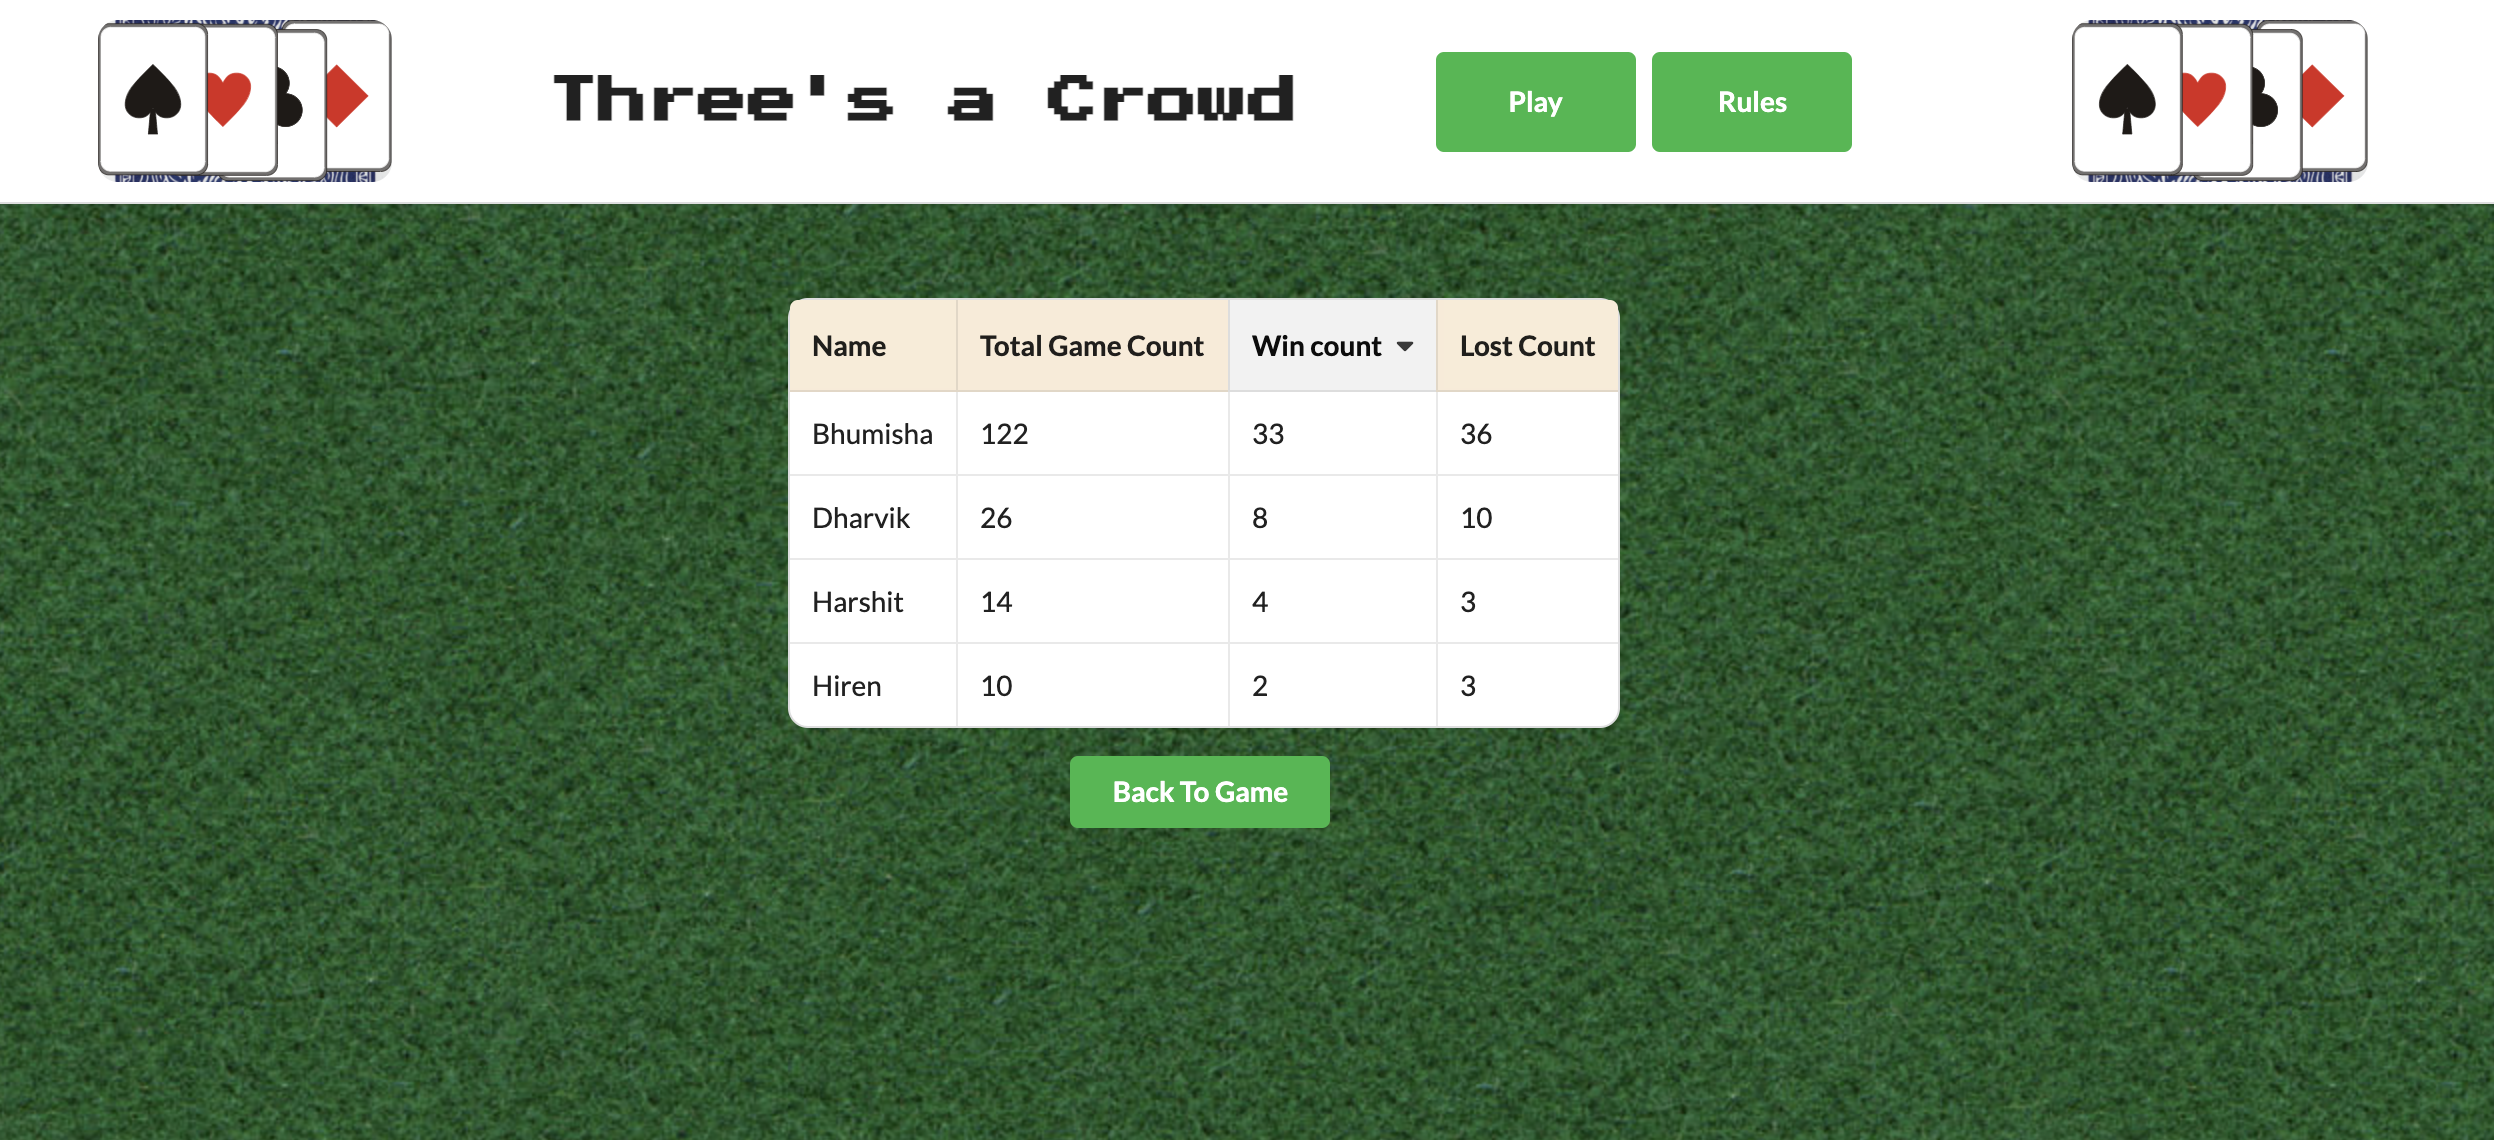 Three's a Crowd
Play
Rules
Name Total Game Count Win count Lost Count
Bhumisha 122 33 36
Dharvik 26 8 10
Harshit 14 4 3
Hiren 10 2 3
Back To Game